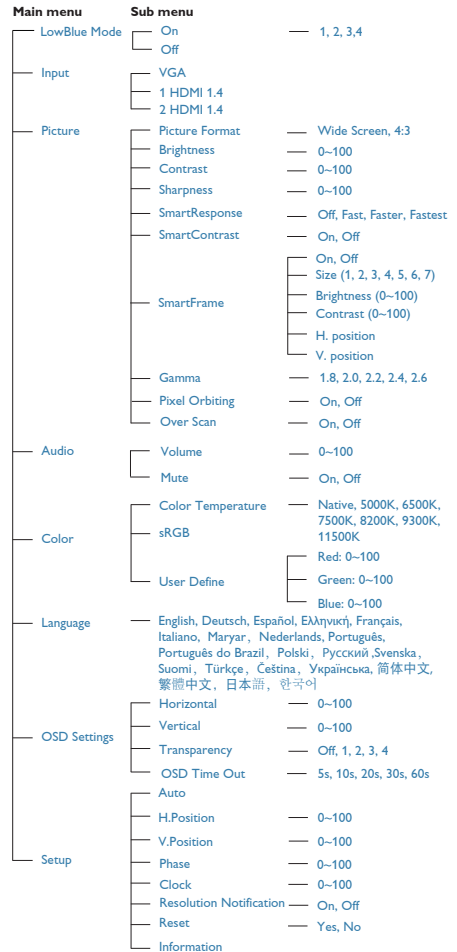 Main menu Sub menu
LowBlue Mode On 1, 2, 3,4
Off
Input VGA
1 HDMI 1.4
2 HDMI 1.4
Picture Picture Format Wide Screen, 4:3
Brightness 0~100
Contrast 0~100
Sharpness 0~100
SmartResponse Off, Fast, Faster, Fastest
SmartContrast On, Off
SmartFrame On, Off
Size (1, 2, 3, 4, 5, 6, 7)
Brightness (0~100)
Contrast (0~100)
H. position
V. position
Gamma 1.8, 2.0, 2.2, 2.4, 2.6
Pixel Orbiting On, Off
Over Scan On, Off
Audio Volume 0~100
Mute On, Off
Color Color Temperature Native, 5000K, 6500K,
7500K, 8200K, 9300K,
11500K
sRGB
User Define Red: 0~100
Green: 0~100
Blue: 0~100
Language English, Deutsch, Español, Ελληνική, Français,
Italiano, Maryar, Nederlands, Português,
Português do Brazil, Polski, Русский ,Svenska,
Suomi, Türkçe, Čeština, Українська, 简体中文,
繁體中文, 日本語, 한국어
OSD Settings Horizontal 0~100
Vertical 0~100
Transparency Off, 1, 2, 3, 4
OSD Time Out 5s, 10s, 20s, 30s, 60s
Setup Auto
H.Position 0~100
V.Position 0~100
Phase 0~100
Clock 0~100
Resolution Notification On, Off
Reset Yes, No
Information